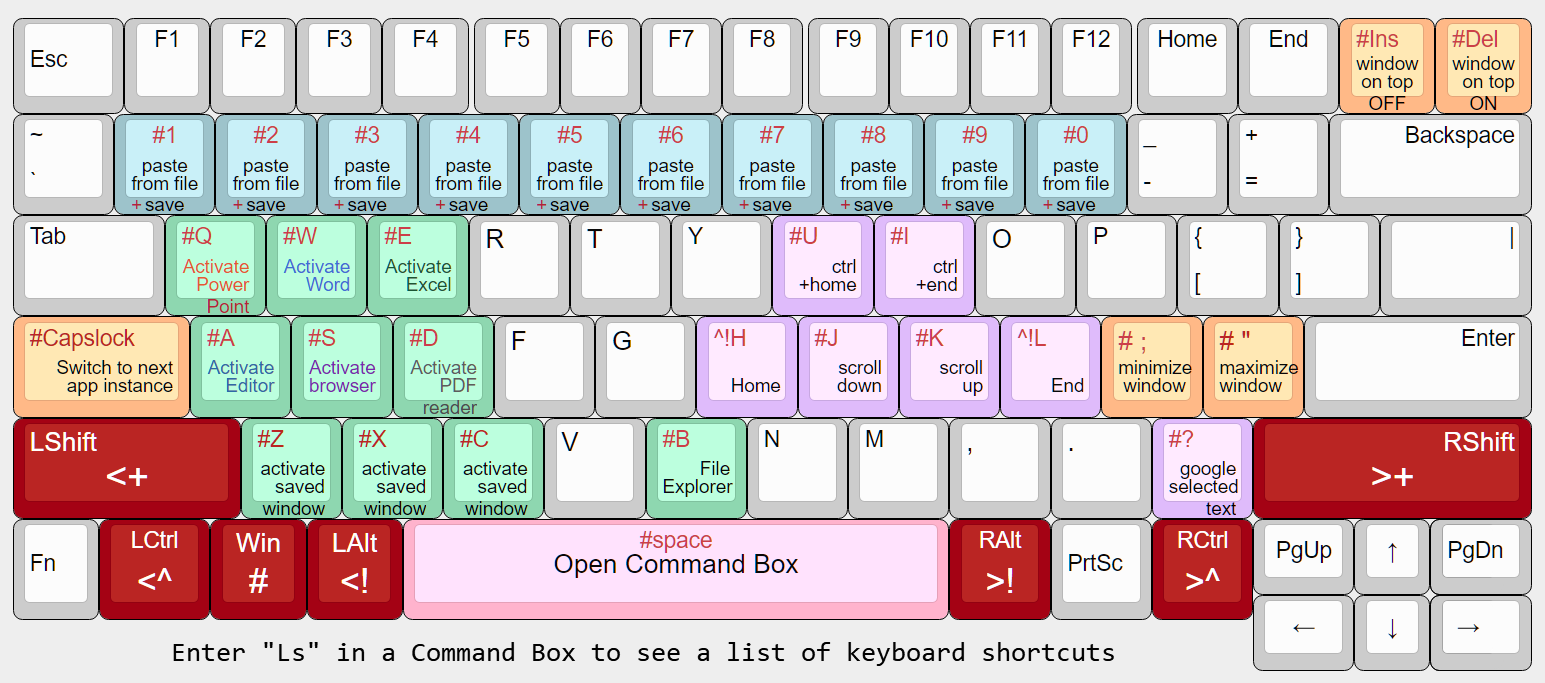 Esc
F1
F2
F3
F4
F5
F6
F7
F8
F9
F10
F11
F12
Home
End
#Ins
window
on top
OFF
#Del
window
on top
ON
~
`
#1
paste
from file
+ save
#2
paste
from file
+ save
#3
paste
from file
+ save
#4
paste
from file
+ save
#5
paste
from file
+ save
#6
paste
from file
+ save
#7
paste
from file
+ save
#8
paste
from file
+ save
#9
paste
from file
+ save
#0
paste
from file
+ save
_
-
+
=
Backspace
Tab
#Q
Activate
Power
Point
#W
Activate
Word
#E
Activate
Excel
R
T
Y
#U
ctrl
+home
#I
ctrl
+end
O
P
{
[
}
]
|
#Capslock
Switch to next
app instance
#A
Activate
Editor
#S
Activate
browser
#D
Activate
PDF
reader
F
G
^!H
Home
#J
scroll
down
#K
scroll
up
^!L
End
# ;
minimize
window
# "
maximize
window
Enter
LShift
<+
#Z
activate
saved
window
#X
activate
saved
window
#C
activate
saved
window
V
#B
File
Explorer
N
M
,
.
#?
google
selected
text
RShift
>+
Fn
LCtrl
<^
Win
#
LAlt
<!
#space
Open Command Box
RAlt
>!
PrtSc
RCtrl
>^
PgUp
↑
PgDn
←
↓
→
Enter "Ls" in a Command Box to see a list of keyboard shortcuts